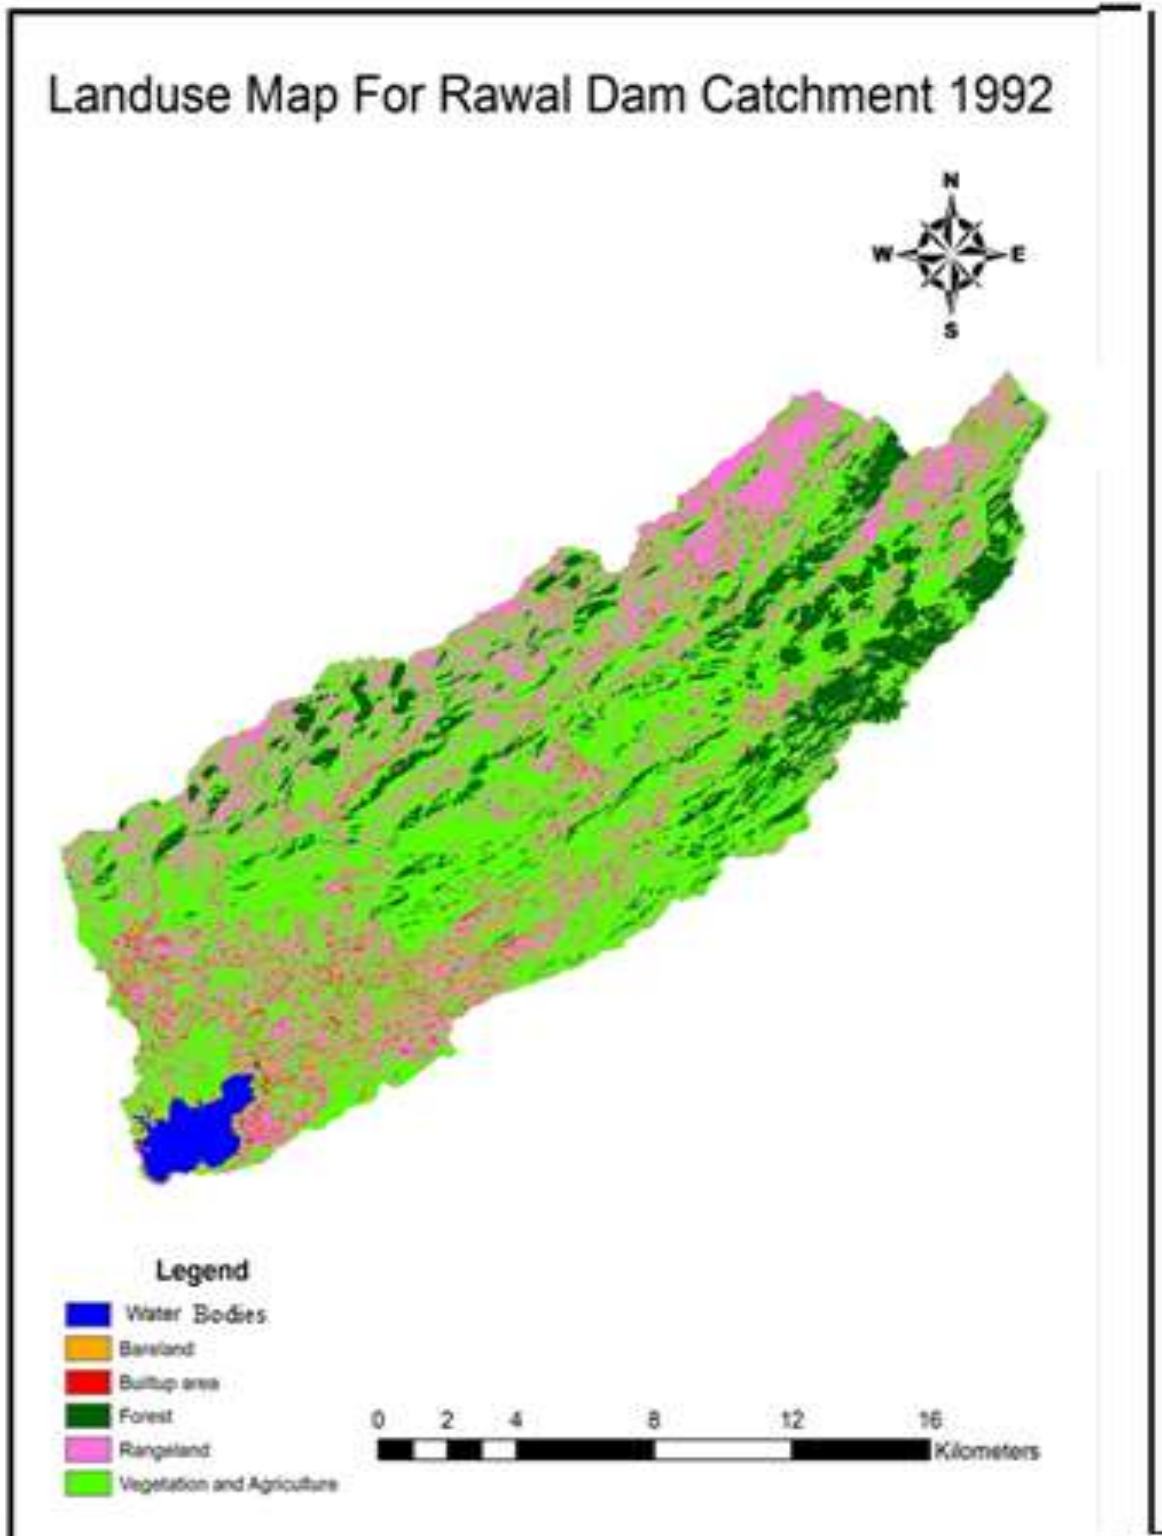 Landuse Map For Rawal Dam Catchment 1992
N
W E
S
Legend
Water Bodies
Bareland
Builtup area
Forest
Rangeland
Vegetation and Agriculture
0 2 4 8 12 16
Kilometers